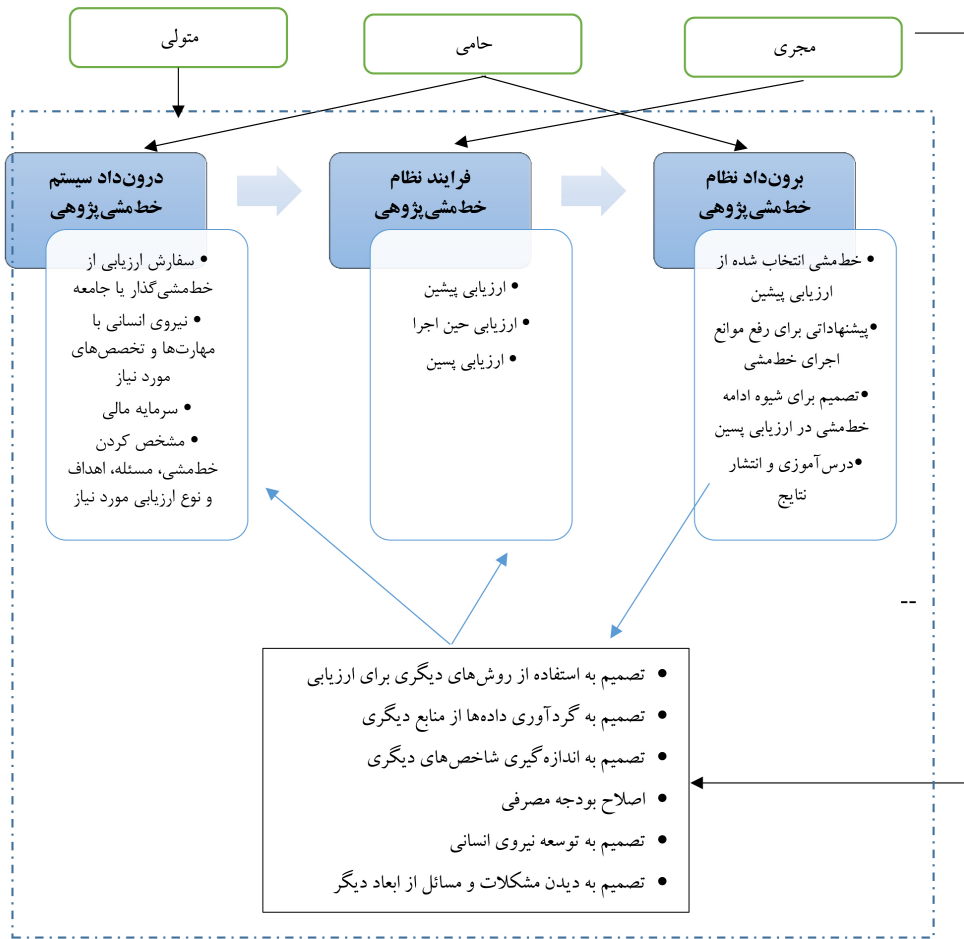 متولی
حامی
مجری
درون‌داد سیستم
خط‌مشی‌پژوهی
سفارش ارزیابی از
خط‌مشی‌گذار یا جامعه
نیروی انسانی با
مهارت‌ها و تخصص‌های
مورد نیاز
سرمایه مالی
مشخص کردن
خط‌مشی، مسئله، اهداف
و نوع ارزیابی مورد نیاز
فرایند نظام
خط‌مشی‌پژوهی
ارزیابی پیشین
ارزیابی حین اجرا
ارزیابی پسین
برون‌داد نظام
خط‌مشی‌پژوهی
خط‌مشی انتخاب شده از
ارزیابی پیشین
پیشنهاداتی برای رفع موانع
اجرای خط‌مشی
تصمیم برای شیوه ادامه
خط‌مشی در ارزیابی پسین
درس‌آموزی و انتشار
نتایج
--
تصمیم به استفاده از روش‌های دیگری برای ارزیابی
تصمیم به گردآوری داده‌ها از منابع دیگری
تصمیم به اندازه‌گیری شاخص‌های دیگری
اصلاح بودجه مصرفی
تصمیم به توسعه نیروی انسانی
تصمیم به دیدن مشکلات و مسائل از ابعاد دیگر